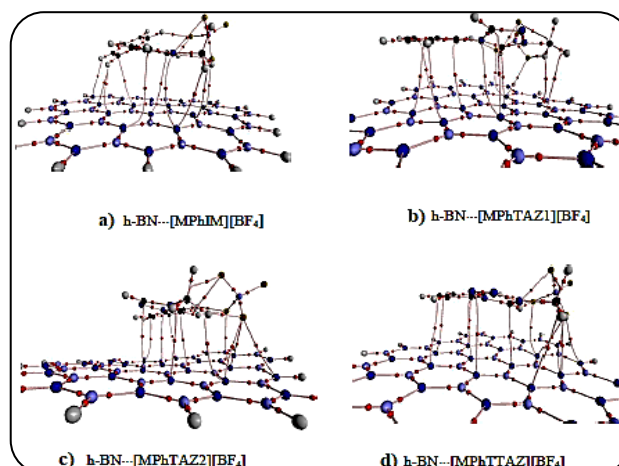 a) h-BN···[MPhIM][BF₄]
b) h-BN···[MPhTAZ1][BF₄]
c) h-BN···[MPhTAZ2][BF₄]
d) h-BN···[MPhTTAZ][BF₄]